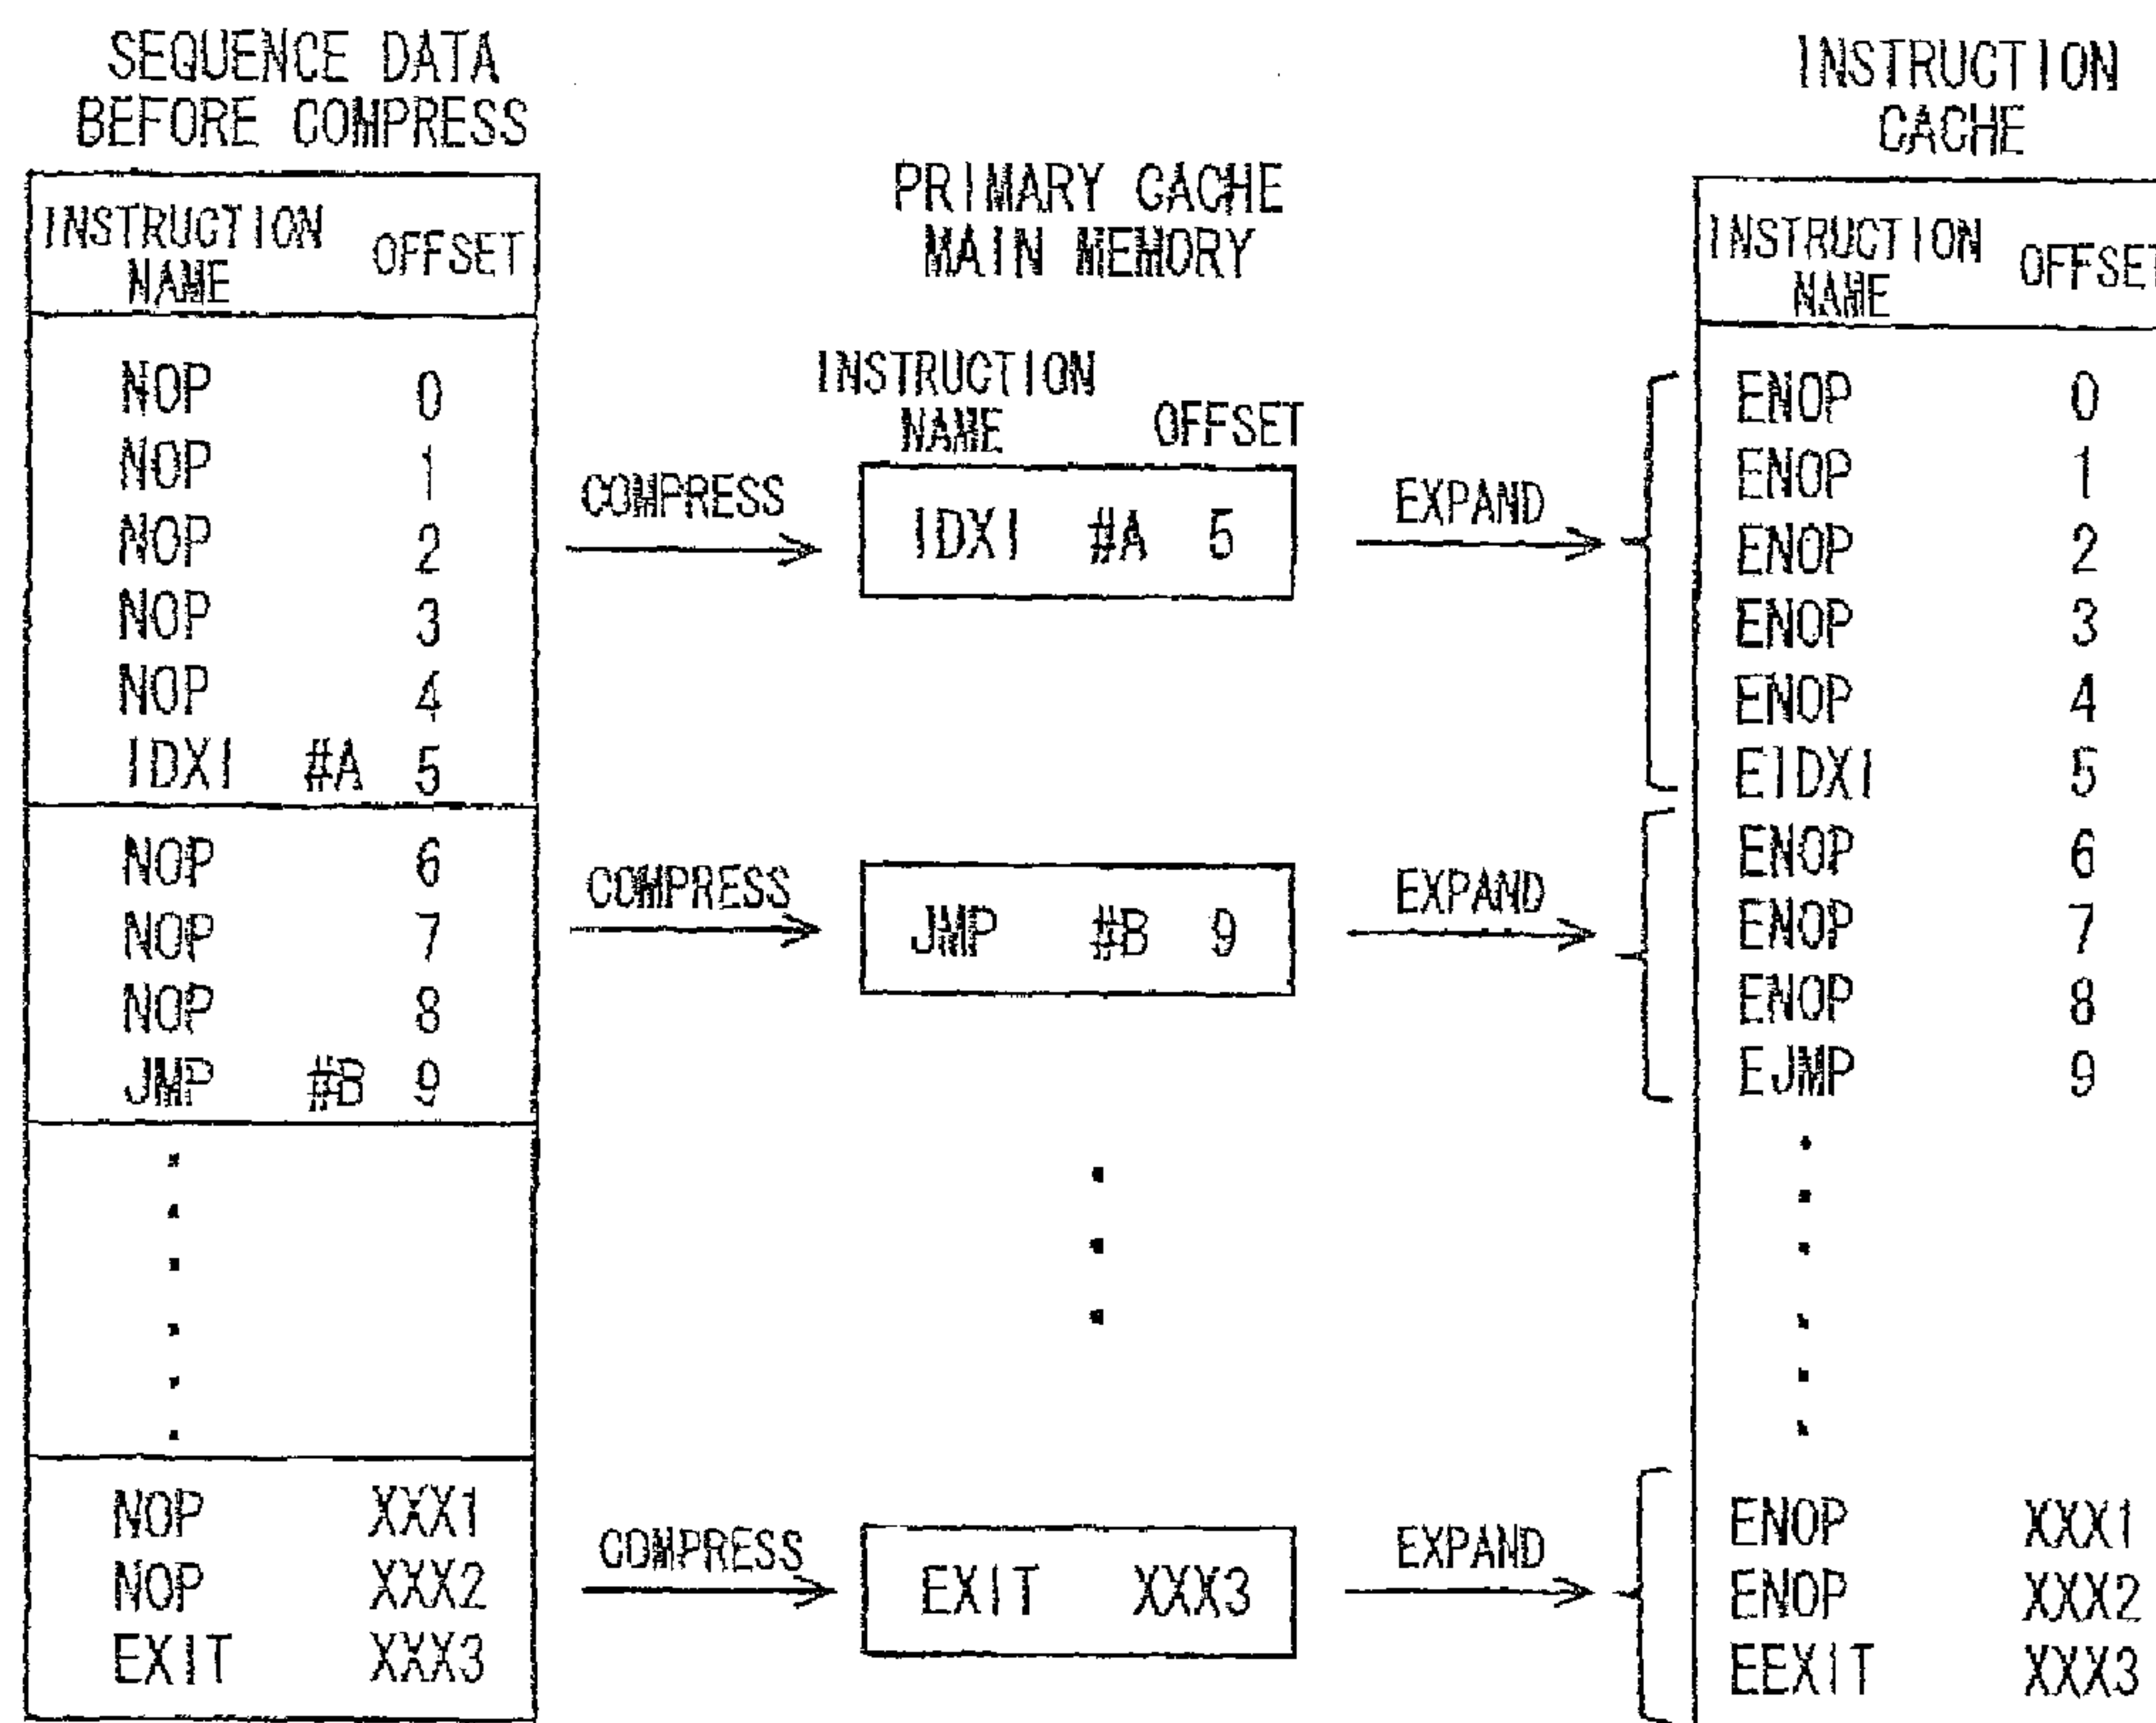 SEQUENCE DATA
BEFORE COMPRESS
INSTRUCTION
NAME
OFFSET
NOP 0
NOP 1
NOP 2
NOP 3
NOP 4
IDXI #A 5
NOP 6
NOP 7
NOP 8
JMP #B 9
NOP XXX1
NOP XXX2
EXIT XXX3
COMPRESS
COMPRESS
COMPRESS
PRIMARY CACHE
MAIN MEMORY
INSTRUCTION
NAME
OFFSET
IDXI #A 5
JMP #B 9
EXIT XXX3
EXPAND
EXPAND
EXPAND
INSTRUCTION
CACHE
INSTRUCTION
NAME
OFFSET
ENOP 0
ENOP 1
ENOP 2
ENOP 3
ENOP 4
EIDXI 5
ENOP 6
ENOP 7
ENOP 8
EJMP 9
ENOP XXX1
ENOP XXX2
EEXIT XXX3